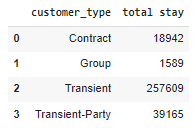 customer_type total stay
0 Contract 18942
1 Group 1589
2 Transient 257609
3 Transient-Party 39165